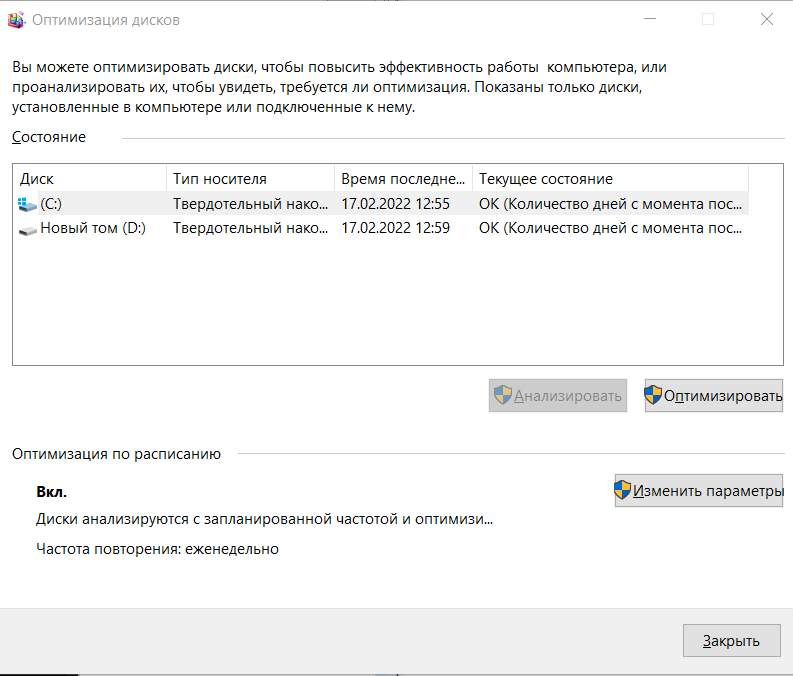 Оптимизация дисков
Вы можете оптимизировать диски, чтобы повысить эффективность работы  компьютера, или
проанализировать их, чтобы увидеть, требуется ли оптимизация. Показаны только диски,
установленные в компьютере или подключенные к нему.
Состояние
Диск Тип носителя Время последне... Текущее состояние
(C:) Твердотельный нако... 17.02.2022 12:55 ОК (Количество дней с момента пос...
Новый том (D:) Твердотельный нако... 17.02.2022 12:59 ОК (Количество дней с момента пос...
Анализировать Оптимизировать
Оптимизация по расписанию
Вкл. Изменить параметры
Диски анализируются с запланированной частотой и оптимизи...
Частота повторения: еженедельно
Закрыть